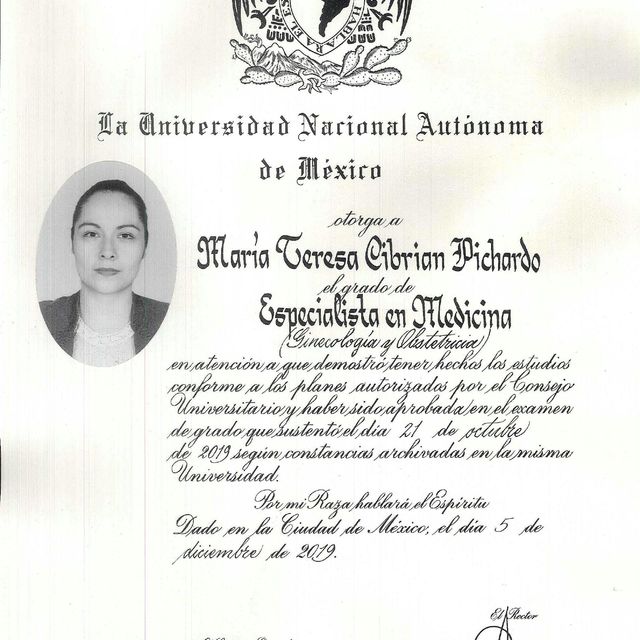 HABLARA EL ES
La Universidad Nacional Autónoma
de México
otorga a
María Teresa Cibrian Pichardo
el grado de
Especialista en Medicina
(Ginecología y Obstetricia)
en atención a que demostró tener hechos los estudios
conforme a los planes autorizados por el Consejo
Universitario y haber sido aprobada en el examen
de grado que sustentó el día 21 de octubre
de 2019 según constancias archivadas en la misma
Universidad.
Por mi Raza hablará el Espíritu
Dado en la Ciudad de México, el día 5 de
diciembre de 2019.
El Rector